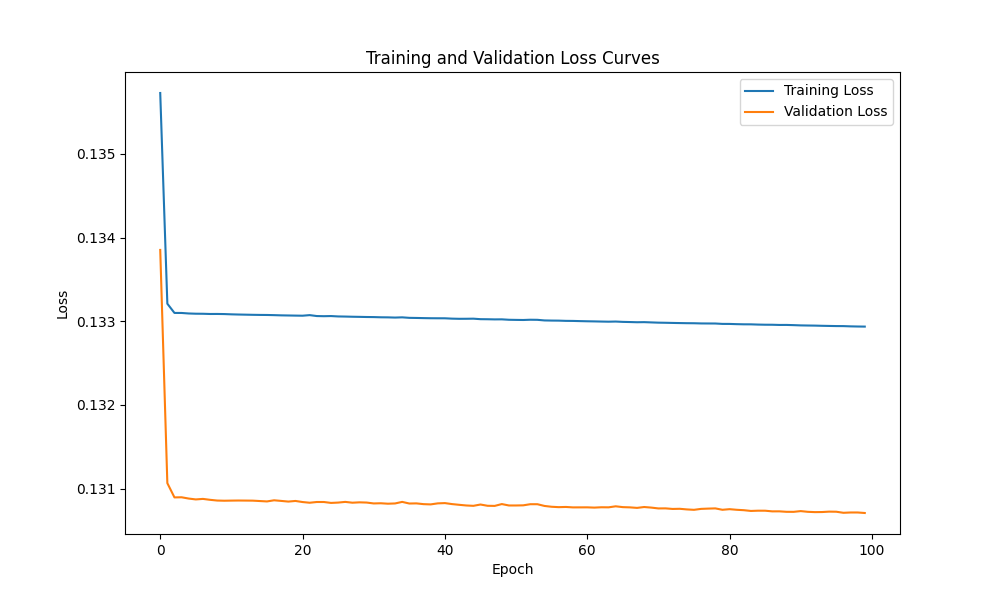 Training and Validation Loss Curves
Training Loss
Validation Loss
0.135
0.134
0.133
0.132
0.131
Loss
0 20 40 60 80 100
Epoch